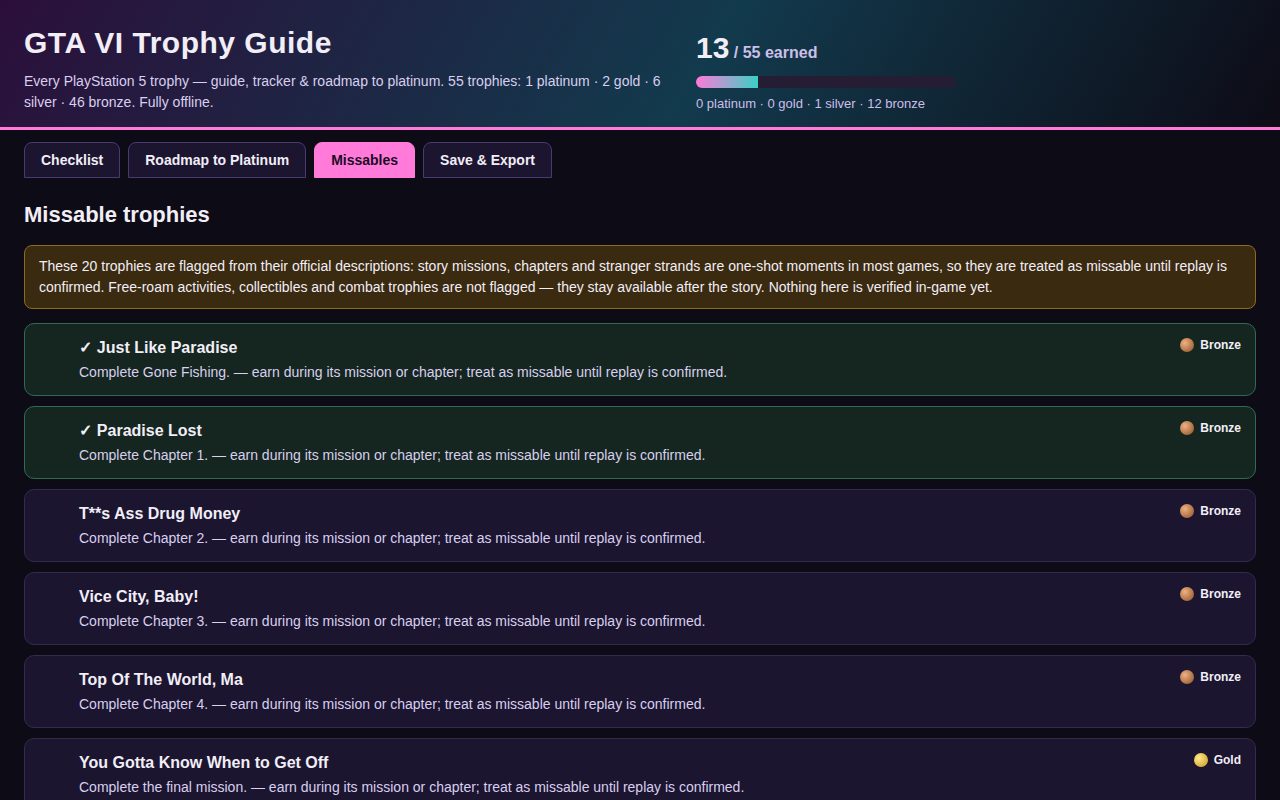 GTA VI Trophy Guide
Every PlayStation 5 trophy — guide, tracker & roadmap to platinum. 55 trophies: 1 platinum · 2 gold · 6
silver · 46 bronze. Fully offline.
13 / 55 earned
0 platinum · 0 gold · 1 silver · 12 bronze
Checklist
Roadmap to Platinum
Missables
Save & Export
Missable trophies
These 20 trophies are flagged from their official descriptions: story missions, chapters and stranger strands are one-shot moments in most games, so they are treated as missable until replay is
confirmed. Free-roam activities, collectibles and combat trophies are not flagged — they stay available after the story. Nothing here is verified in-game yet.
✓ Just Like Paradise
Bronze
Complete Gone Fishing. — earn during its mission or chapter; treat as missable until replay is confirmed.
✓ Paradise Lost
Bronze
Complete Chapter 1. — earn during its mission or chapter; treat as missable until replay is confirmed.
T**s Ass Drug Money
Bronze
Complete Chapter 2. — earn during its mission or chapter; treat as missable until replay is confirmed.
Vice City, Baby!
Bronze
Complete Chapter 3. — earn during its mission or chapter; treat as missable until replay is confirmed.
Top Of The World, Ma
Bronze
Complete Chapter 4. — earn during its mission or chapter; treat as missable until replay is confirmed.
You Gotta Know When to Get Off
Gold
Complete the final mission. — earn during its mission or chapter; treat as missable until replay is confirmed.